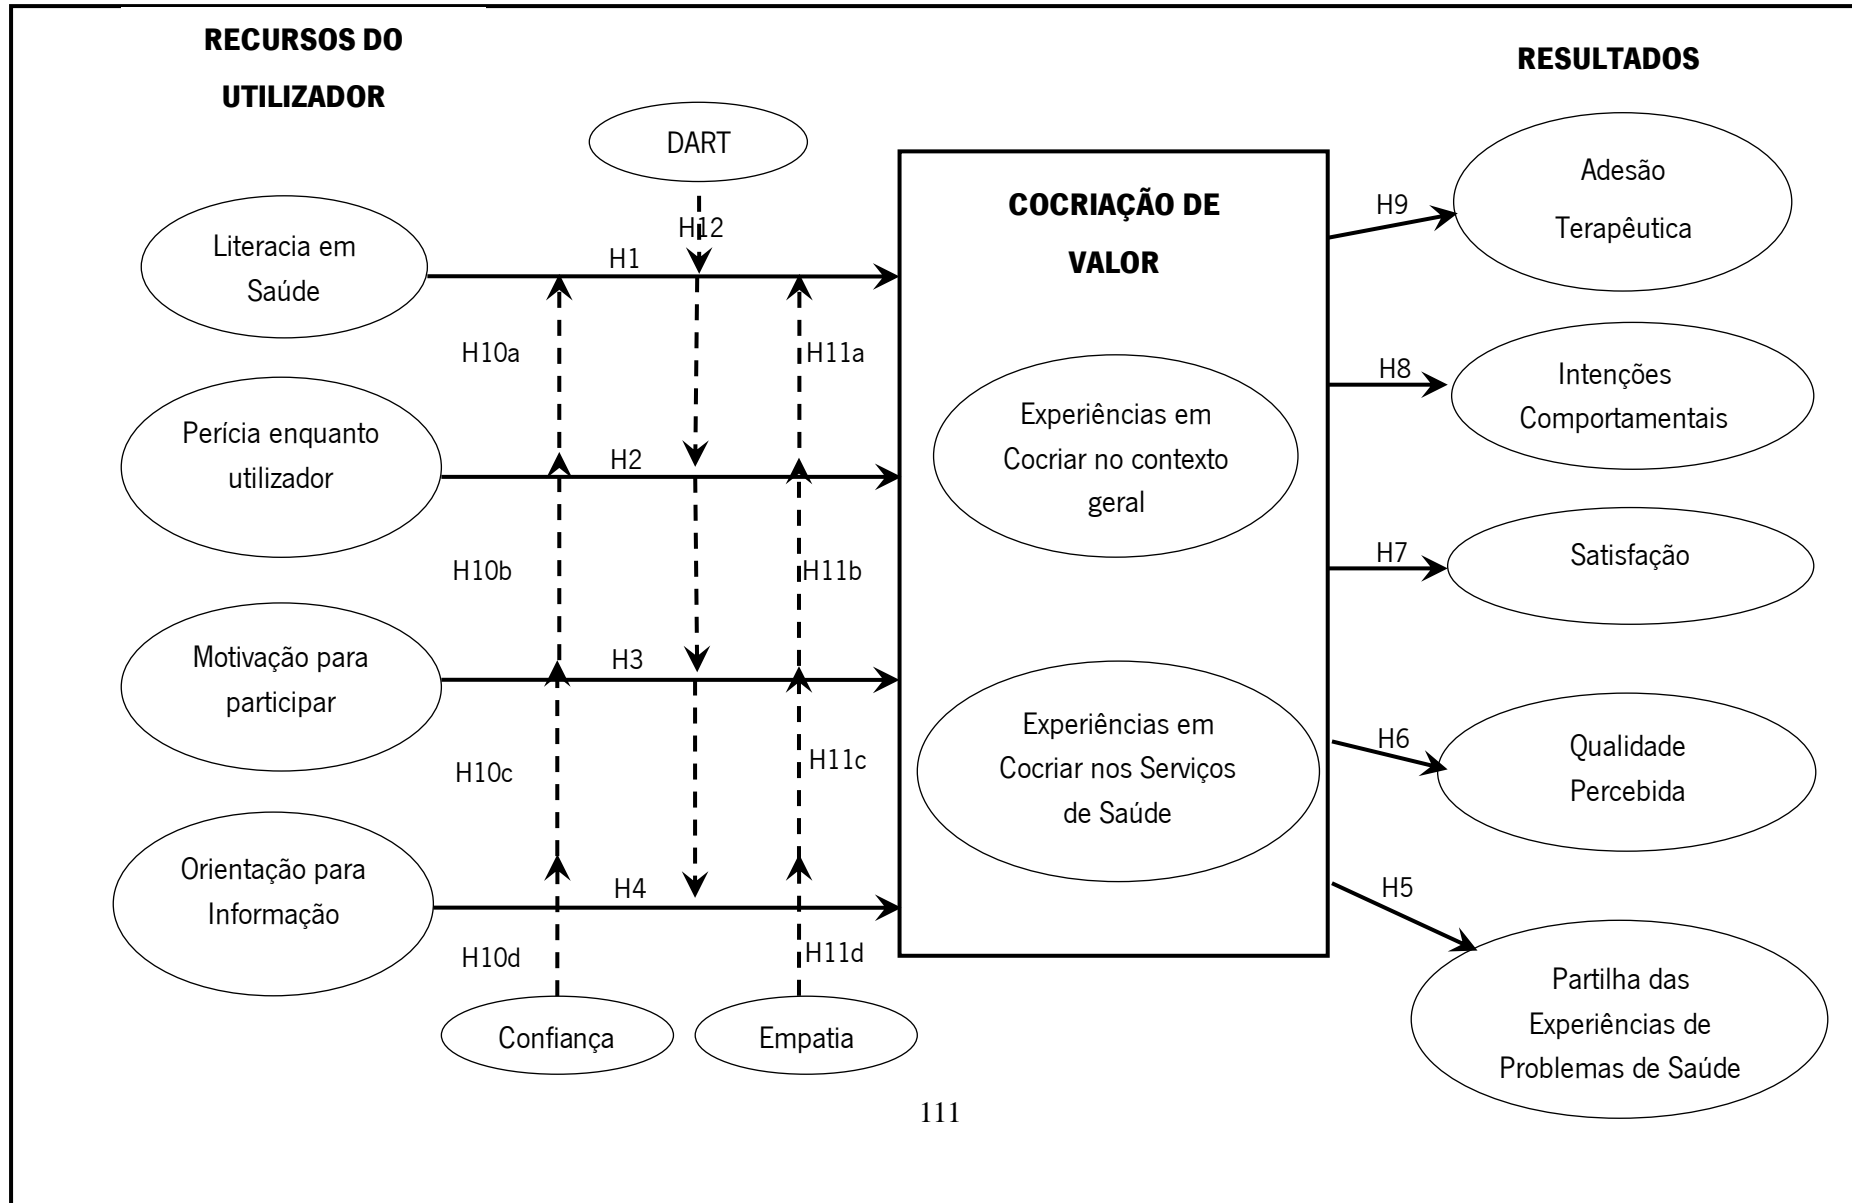 RECURSOS DO
UTILIZADOR
RESULTADOS
DART
H12
Literacia em
Saúde
H1
H10a
H11a
Perícia enquanto
utilizador
H2
H10b
H11b
Motivação para
participar
H3
H10c
H11c
Orientação para
Informação
H4
H10d
H11d
Confiança
Empatia
COCRIAÇÃO DE
VALOR
Experiências em
Cocriar no contexto
geral
Experiências em
Cocriar nos Serviços
de Saúde
H9
Adesão
Terapêutica
H8
Intenções
Comportamentais
H7
Satisfação
H6
Qualidade
Percebida
H5
Partilha das
Experiências de
Problemas de Saúde
111